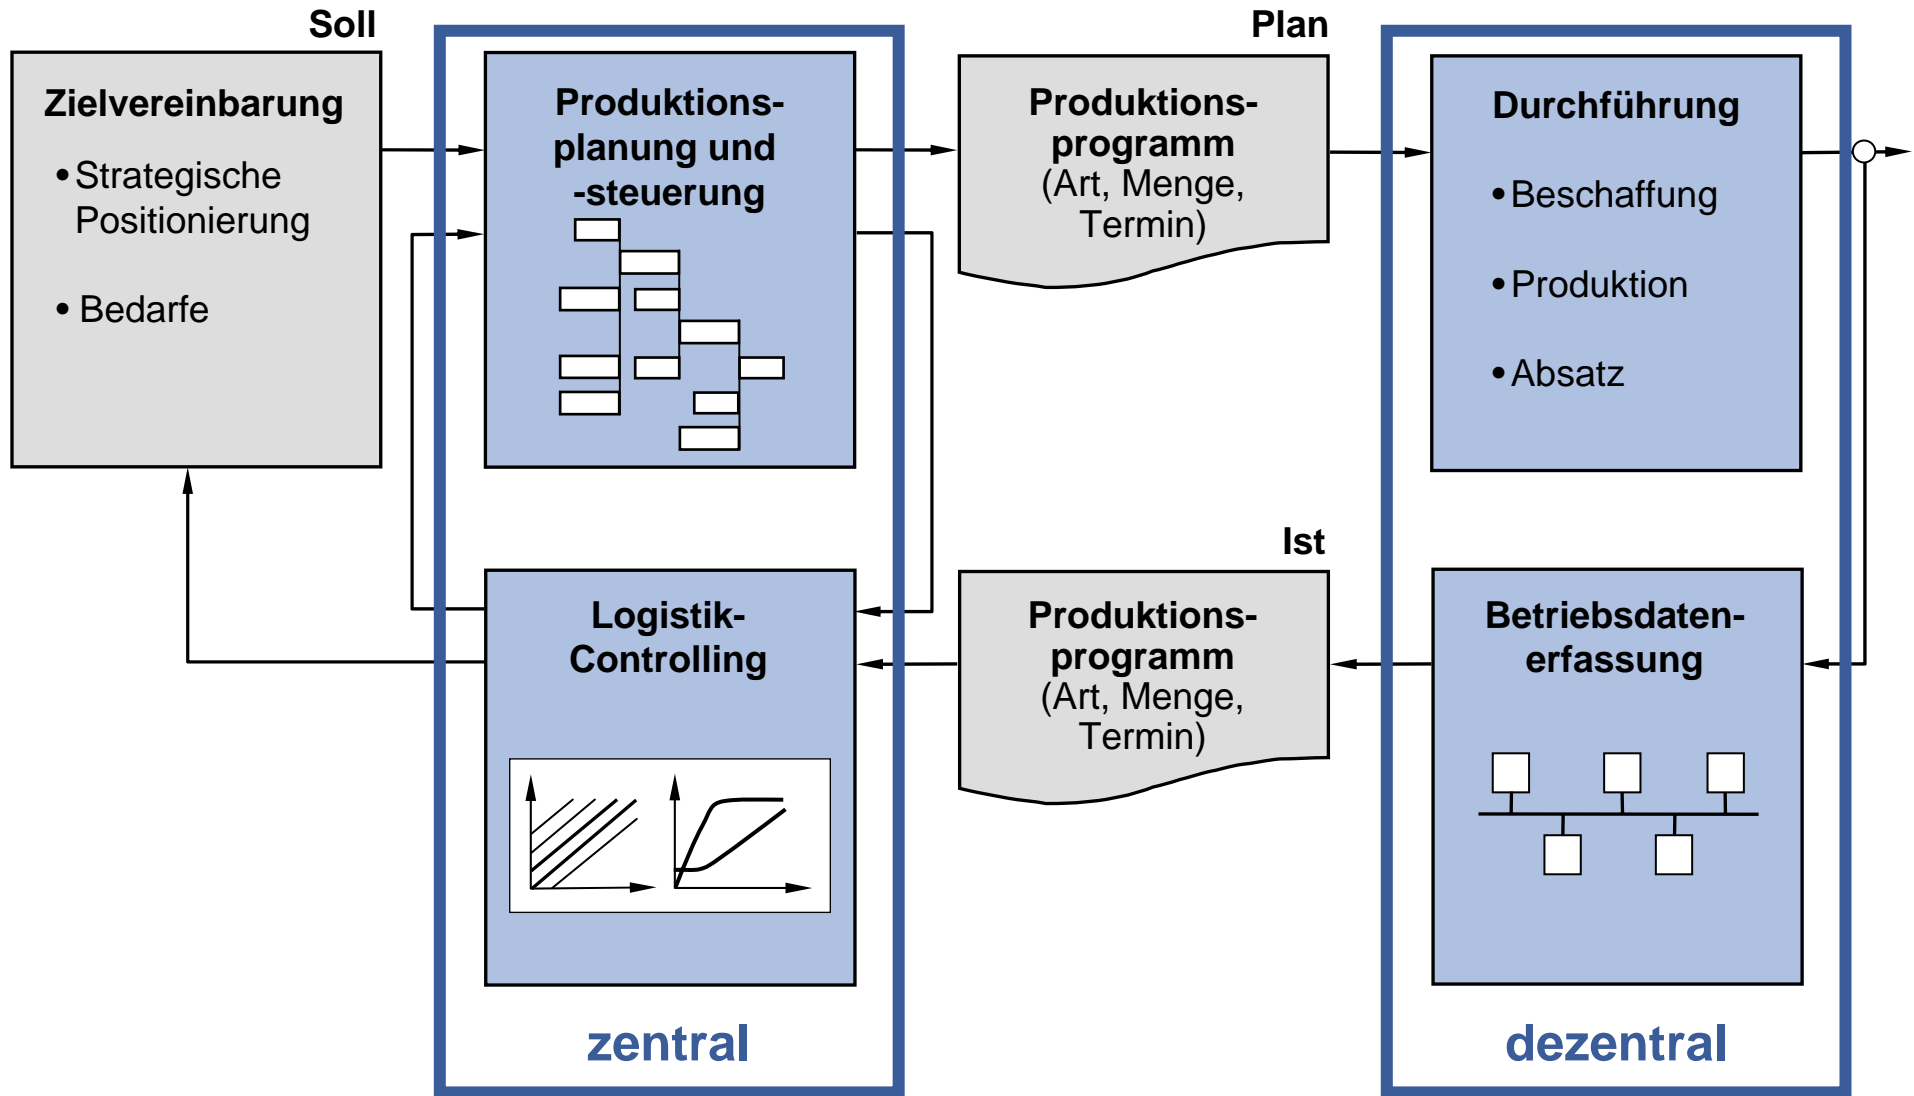 Soll
Zielvereinbarung
• Strategische
Positionierung
• Bedarfe
Produktions-
planung und
-steuerung
Plan
Produktions-
programm
(Art, Menge,
Termin)
Durchführung
• Beschaffung
• Produktion
• Absatz
Logistik-
Controlling
Ist
Produktions-
programm
(Art, Menge,
Termin)
Betriebsdaten-
erfassung
zentral
dezentral